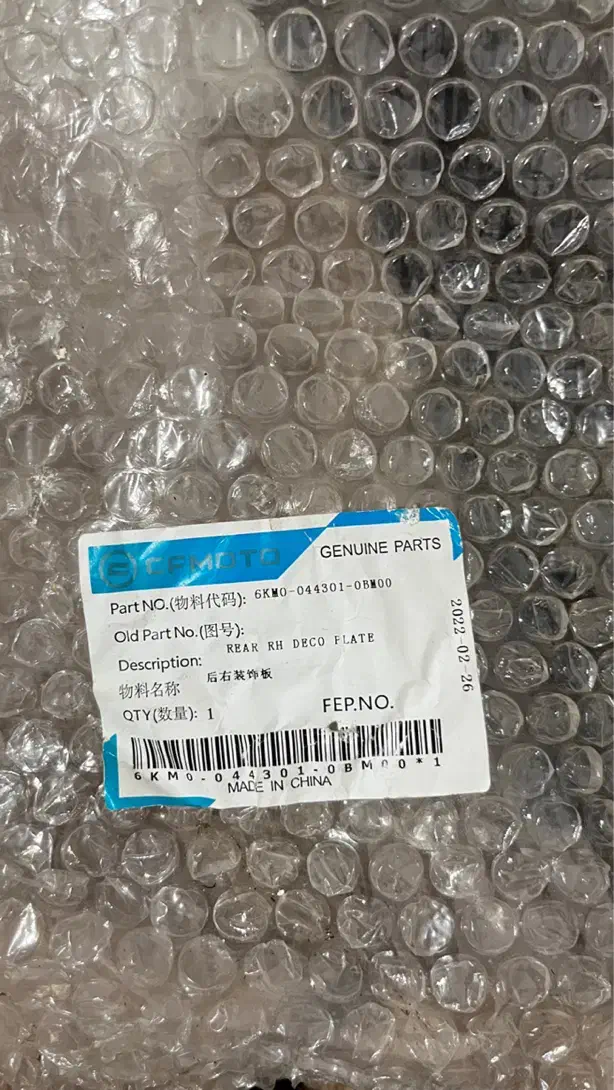 CFMOTO GENUINE PARTS
Part NO.(物料代码): 6KM0-044301-0BM00
Old Part No.(图号):
Description: REAR RH DECO PLATE
物料名称 后右装饰板
QTY(数量): 1 FEP.NO.
6KM0-044301-0BM00*1
MADE IN CHINA
2022-02-26